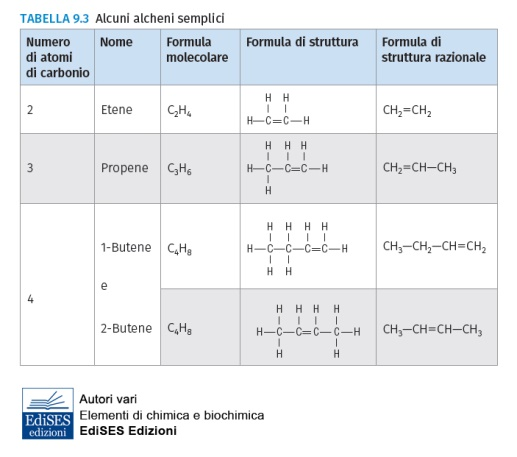 TABELLA 9.3 Alcuni alcheni semplici
Numero di atomi di carbonio
Nome
Formula molecolare
Formula di struttura
Formula di struttura razionale
2
Etene
C₂H₄
H H
H—C=C—H
CH₂=CH₂
3
Propene
C₃H₆
H H H
H—C—C=C—H
H
CH₂=CH—CH₃
4
1-Butene
C₄H₈
H H H H
H—C—C—C=C—H
H H
CH₃—CH₂—CH=CH₂
e
2-Butene
C₄H₈
H H H H
H—C—C=C—C—H
H H
CH₃—CH=CH—CH₃
EdiSES
edizioni
Autori vari
Elementi di chimica e biochimica
EdiSES Edizioni